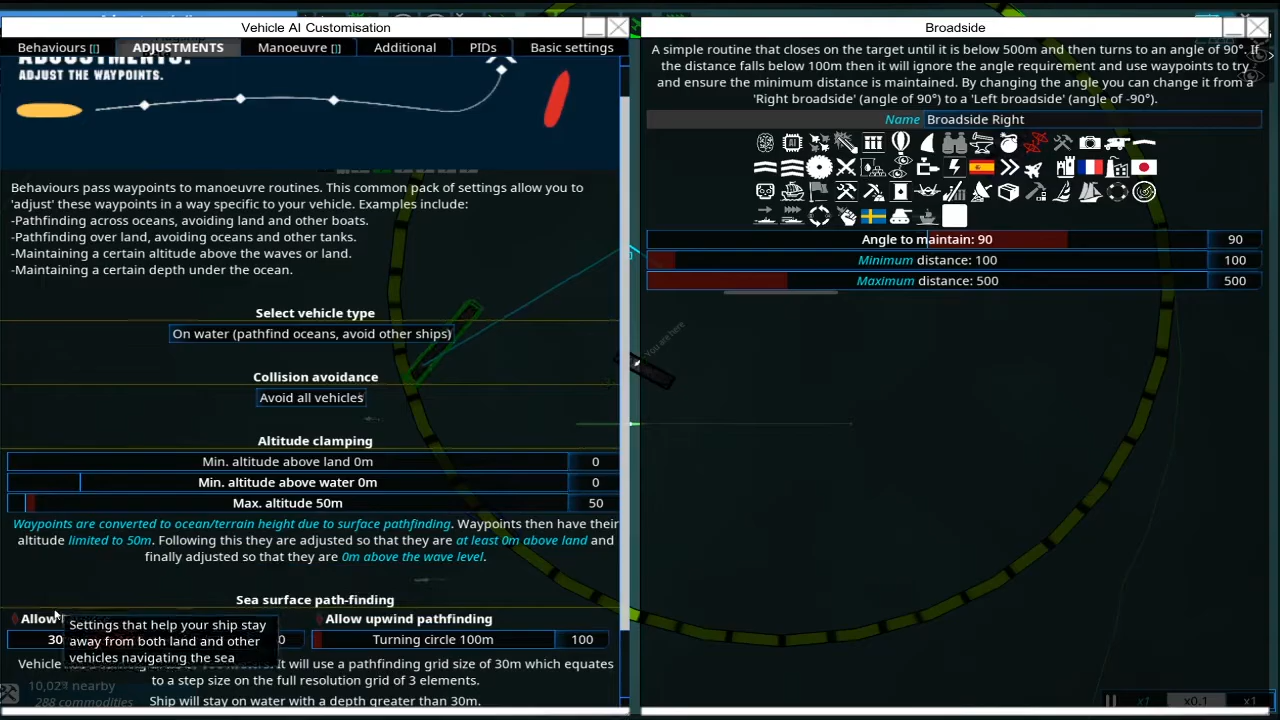 Vehicle AI Customisation
Behaviours []
ADJUSTMENTS
Manoeuvre []
Additional
PIDs
Basic settings
ADJUST THE WAYPOINTS.
Behaviours pass waypoints to manoeuvre routines. This common pack of settings allow you to
'adjust' these waypoints in a way specific to your vehicle. Examples include:
-Pathfinding across oceans, avoiding land and other boats.
-Pathfinding over land, avoiding oceans and other tanks.
-Maintaining a certain altitude above the waves or land.
-Maintaining a certain depth under the ocean.
Select vehicle type
On water (pathfind oceans, avoid other ships)
Collision avoidance
Avoid all vehicles
Altitude clamping
Min. altitude above land 0m 0
Min. altitude above water 0m 0
Max. altitude 50m 50
Waypoints are converted to ocean/terrain height due to surface pathfinding. Waypoints then have their
altitude limited to 50m. Following this they are adjusted so that they are at least 0m above land and
finally adjusted so that they are 0m above the wave level.
Sea surface path-finding
Allow
Allow upwind pathfinding
30
Turning circle 100m 100
Settings that help your ship stay
away from both land and other
vehicles navigating the sea
Vehicle it will use a pathfinding grid size of 30m which equates
to a step size on the full resolution grid of 3 elements.
Ship will stay on water with a depth greater than 30m.
nearby
288 commodities
Broadside
A simple routine that closes on the target until it is below 500m and then turns to an angle of 90°. If
the distance falls below 100m then it will ignore the angle requirement and use waypoints to try
and ensure the minimum distance is maintained. By changing the angle you can change it from a
'Right broadside' (angle of 90°) to a 'Left broadside' (angle of -90°).
Name Broadside Right
AI
Angle to maintain: 90 90
Minimum distance: 100 100
Maximum distance: 500 500
You are here
x1 x0.1 x1